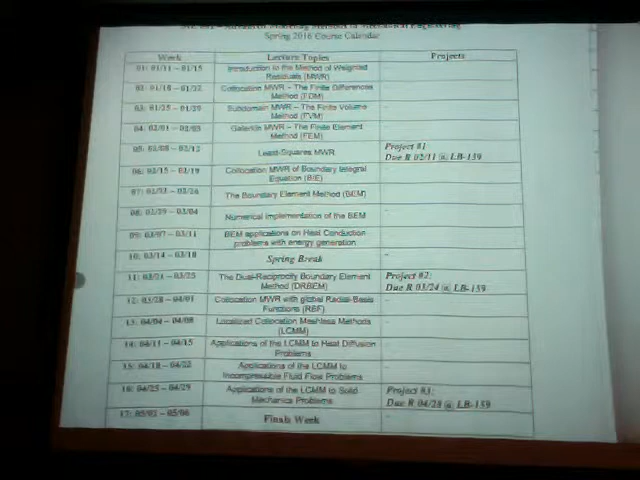 Spring 2016 Course Calendar
Week Lecture Topics Projects
01: 01/11 – 01/15 Introduction to the Method of Weighted
Residuals (MWR)
02: 01/18 – 01/22 Collocation MWR – The Finite Differences
Method (FDM)
03: 01/25 – 01/29 Subdomain MWR – The Finite Volume
Method (FVM)
04: 02/01 – 02/05 Galerkin MWR – The Finite Element
Method (FEM)
05: 02/08 – 02/12 Least-Squares MWR Project #1
Due R 02/11 @ LB-139
06: 02/15 – 02/19 Collocation MWR of Boundary Integral
Equation (BIE)
07: 02/22 – 02/26 The Boundary Element Method (BEM)
08: 02/29 – 03/04 Numerical Implementation of the BEM
09: 03/07 – 03/11 BEM applications on Heat Conduction
problems with energy generation
10: 03/14 – 03/18 Spring Break
11: 03/21 – 03/25 The Dual-Reciprocity Boundary Element
Method (DRBEM)
Project #2:
Due R 03/24 @ LB-139
12: 03/28 – 04/01 Collocation MWR with global Radial-Basis
Functions (RBF)
13: 04/04 – 04/08 Localized Collocation Meshless Methods
(LCMM)
14: 04/11 – 04/15 Applications of the LCMM to Heat Diffusion
Problems
15: 04/18 – 04/22 Applications of the LCMM to
Incompressible Fluid Flow Problems
16: 04/25 – 04/29 Applications of the LCMM to Solid
Mechanics Problems
Project #3:
Due R 04/28 @ LB-139
17: 05/02 – 05/06 Finals Week